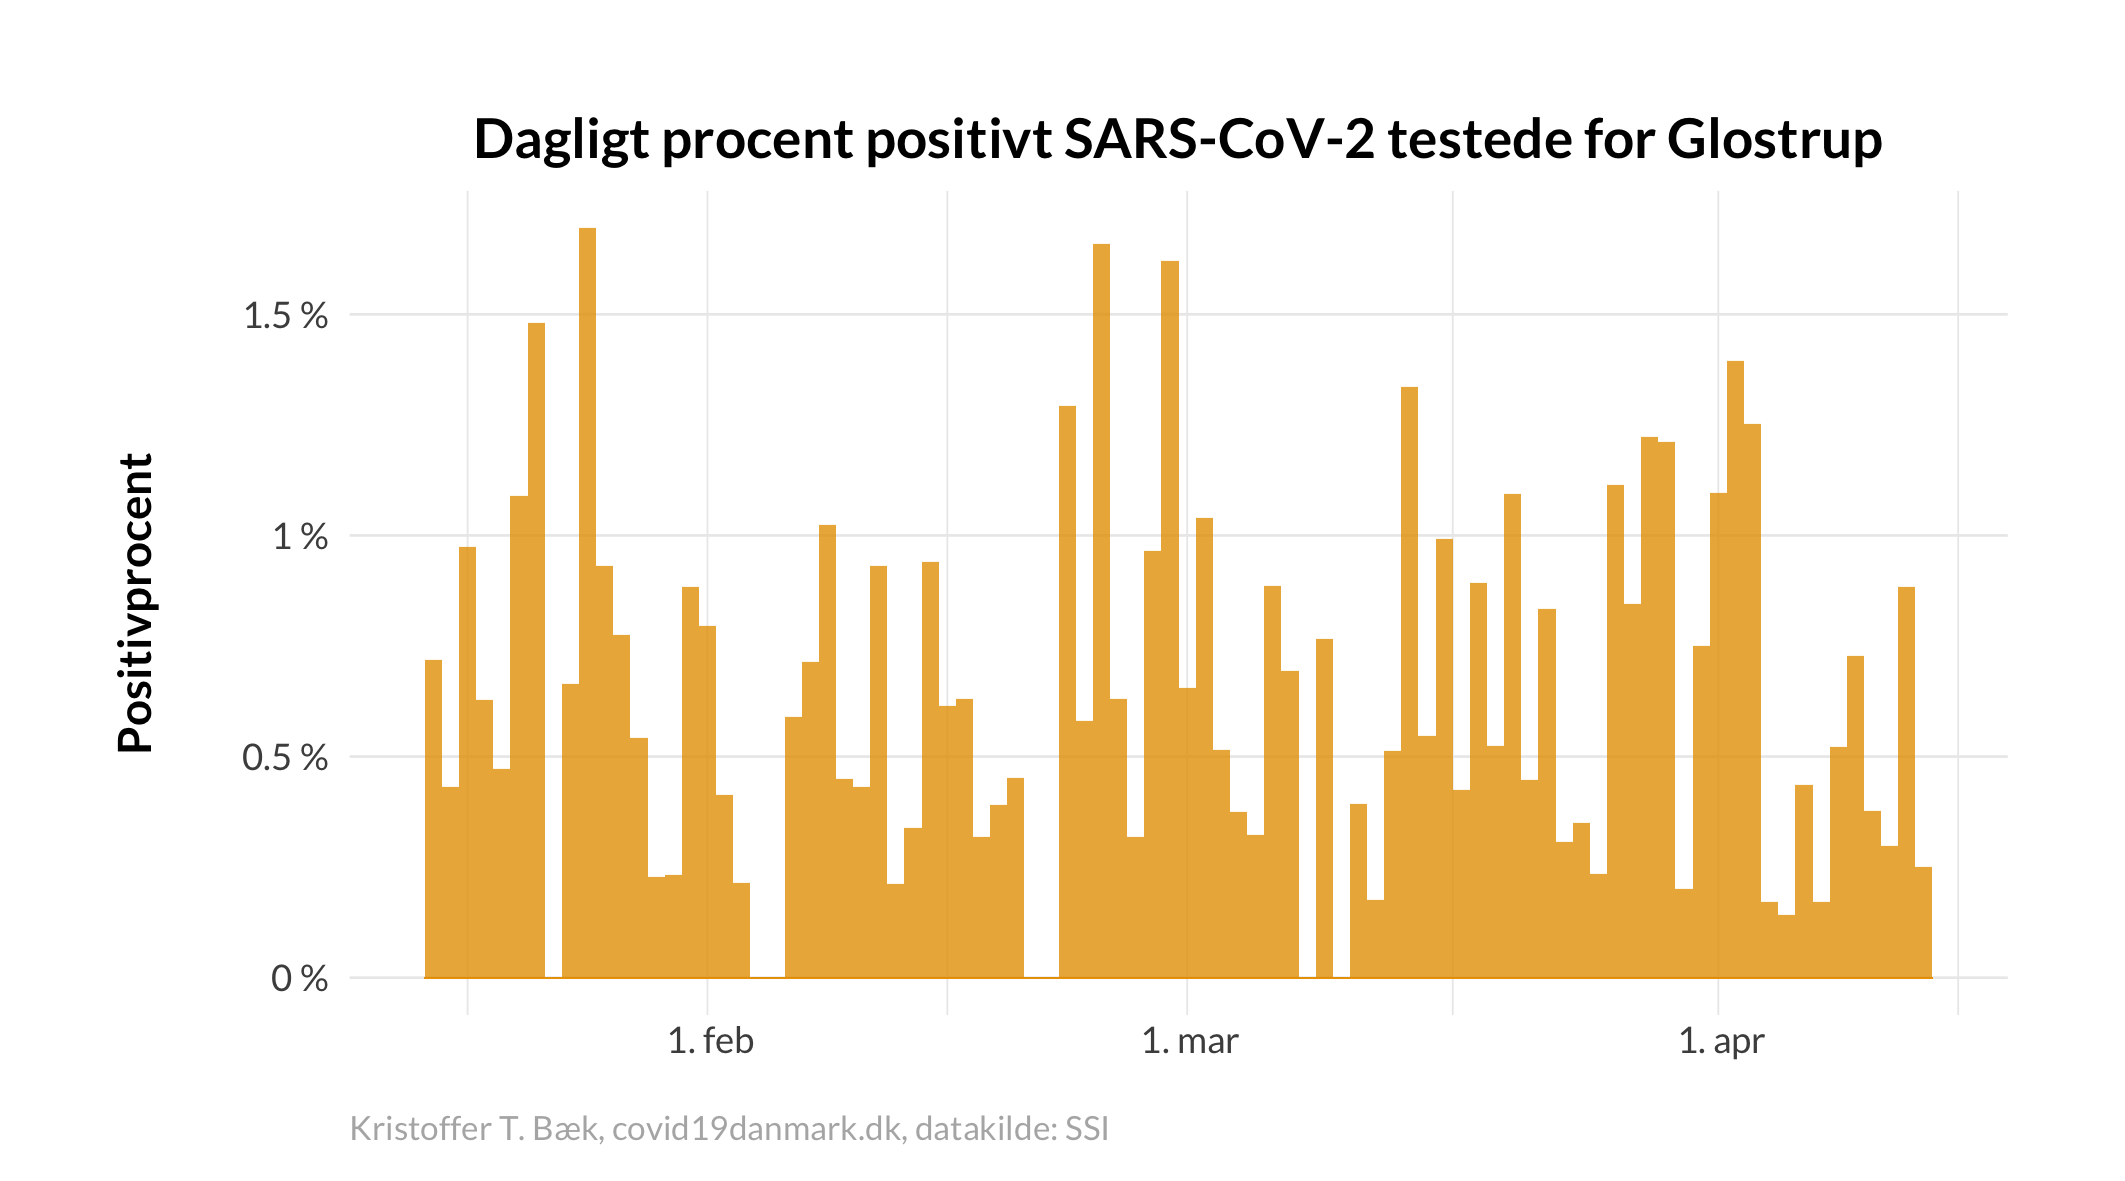 Dagligt procent positivt SARS-CoV-2 testede for Glostrup
Positivprocent
1.5 %
1 %
0.5 %
0 %
1. feb
1. mar
1. apr
Kristoffer T. Bæk, covid19danmark.dk, datakilde: SSI